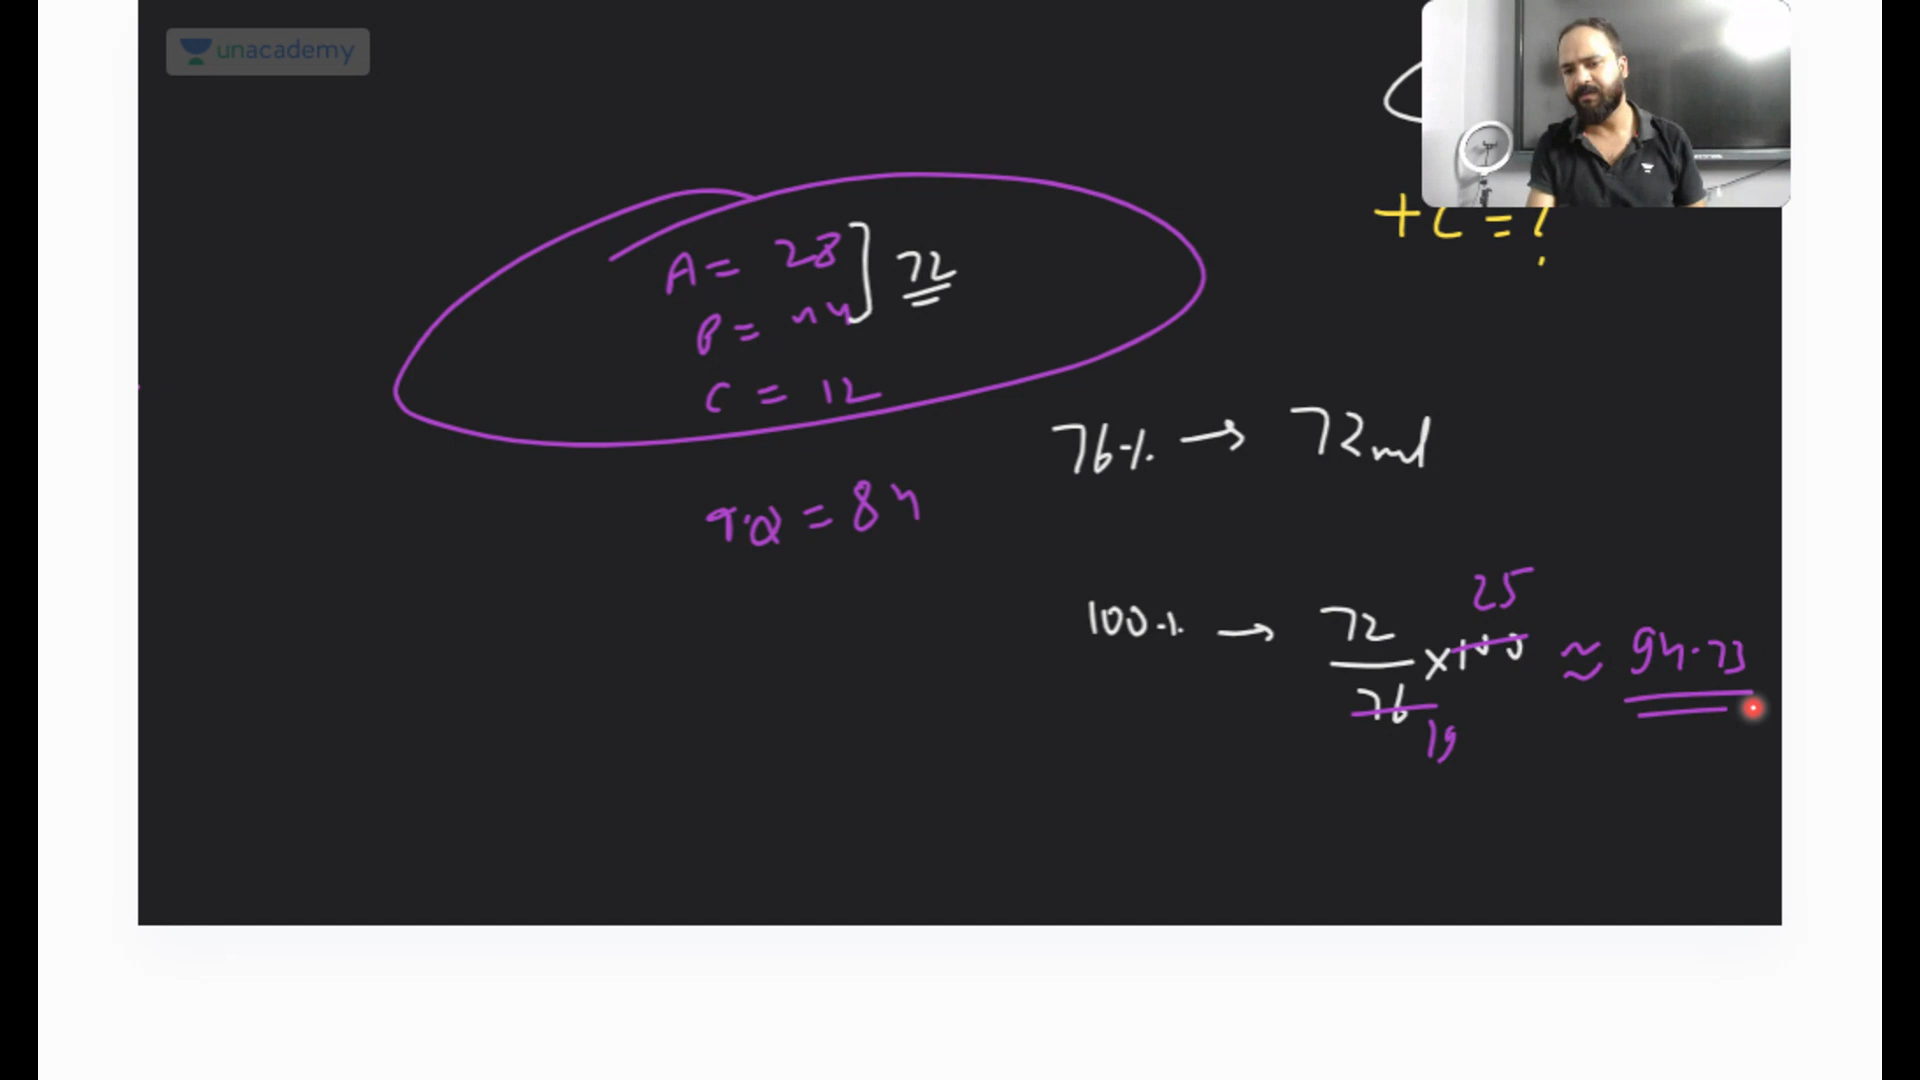 unacademy
+C = ?
A = 28
B = 44 ] 72
C = 12
76% → 72ml
T.Q = 84
25
100% → 72/76 × 100 ≈ 94.73
19